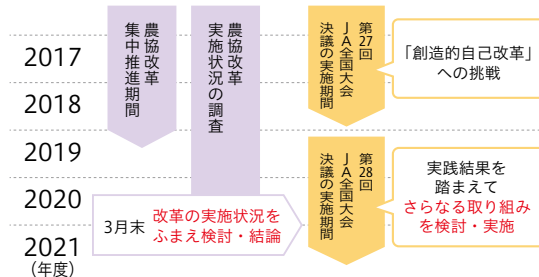 2017
2018
2019
2020
2021
(年度)
農協改革
集中推進期間
農協改革
実施状況の調査
3月末
改革の実施状況を
ふまえ検討・結論
第27回
JA全国大会
決議の実施期間
「創造的自己改革」
への挑戦
第28回
JA全国大会
決議の実施期間
実践結果を
踏まえて
さらなる取り組み
を検討・実施